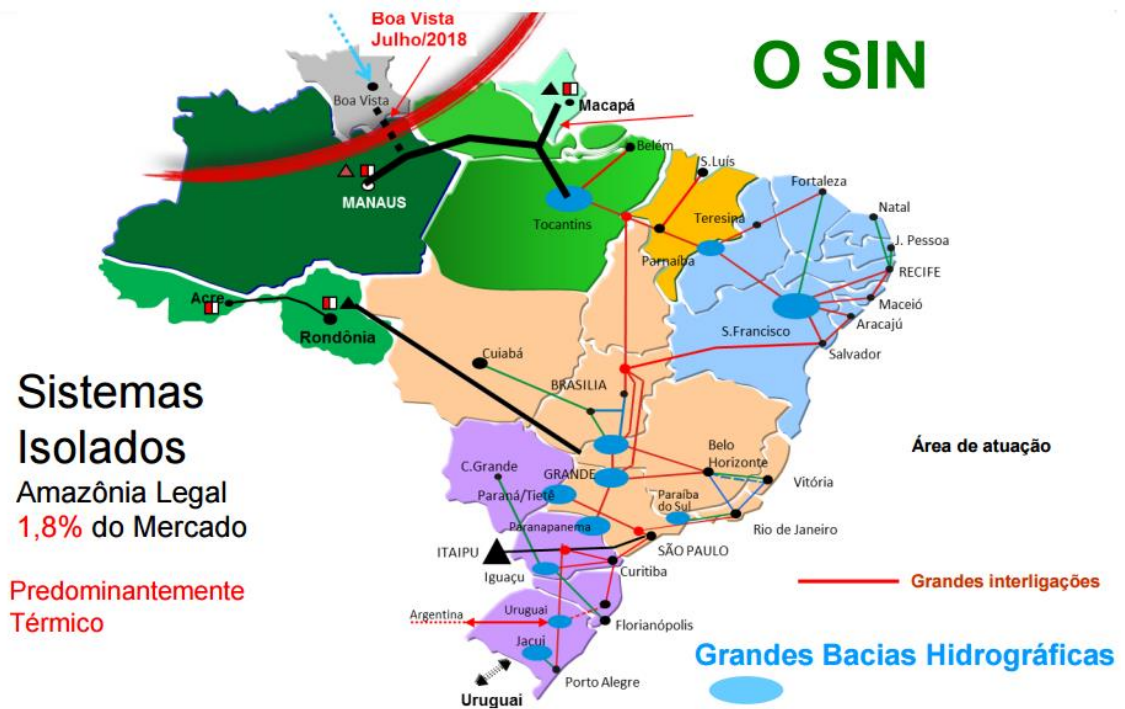 Boa Vista
Julho/2018
O SIN
Boa Vista
Macapá
Belém
MANAUS
S.Luís
Fortaleza
Tocantins
Teresina
Natal
Parnaíba
J. Pessoa
RECIFE
Acre
Rondônia
Maceió
S.Francisco
Aracajú
Cuiabá
Salvador
BRASILIA
Sistemas
Isolados
Amazônia Legal
1,8% do Mercado
Predominantemente
Térmico
Área de atuação
Belo
Horizonte
C.Grande
GRANDE
Vitória
Paraná/Tietê
Paraíba
do Sul
Paranapanema
Rio de Janeiro
ITAIPU
SÃO PAULO
Iguaçu
Curitiba
Grandes interligações
Argentina
Uruguai
Florianópolis
Jacui
Grandes Bacias Hidrográficas
Porto Alegre
Uruguai